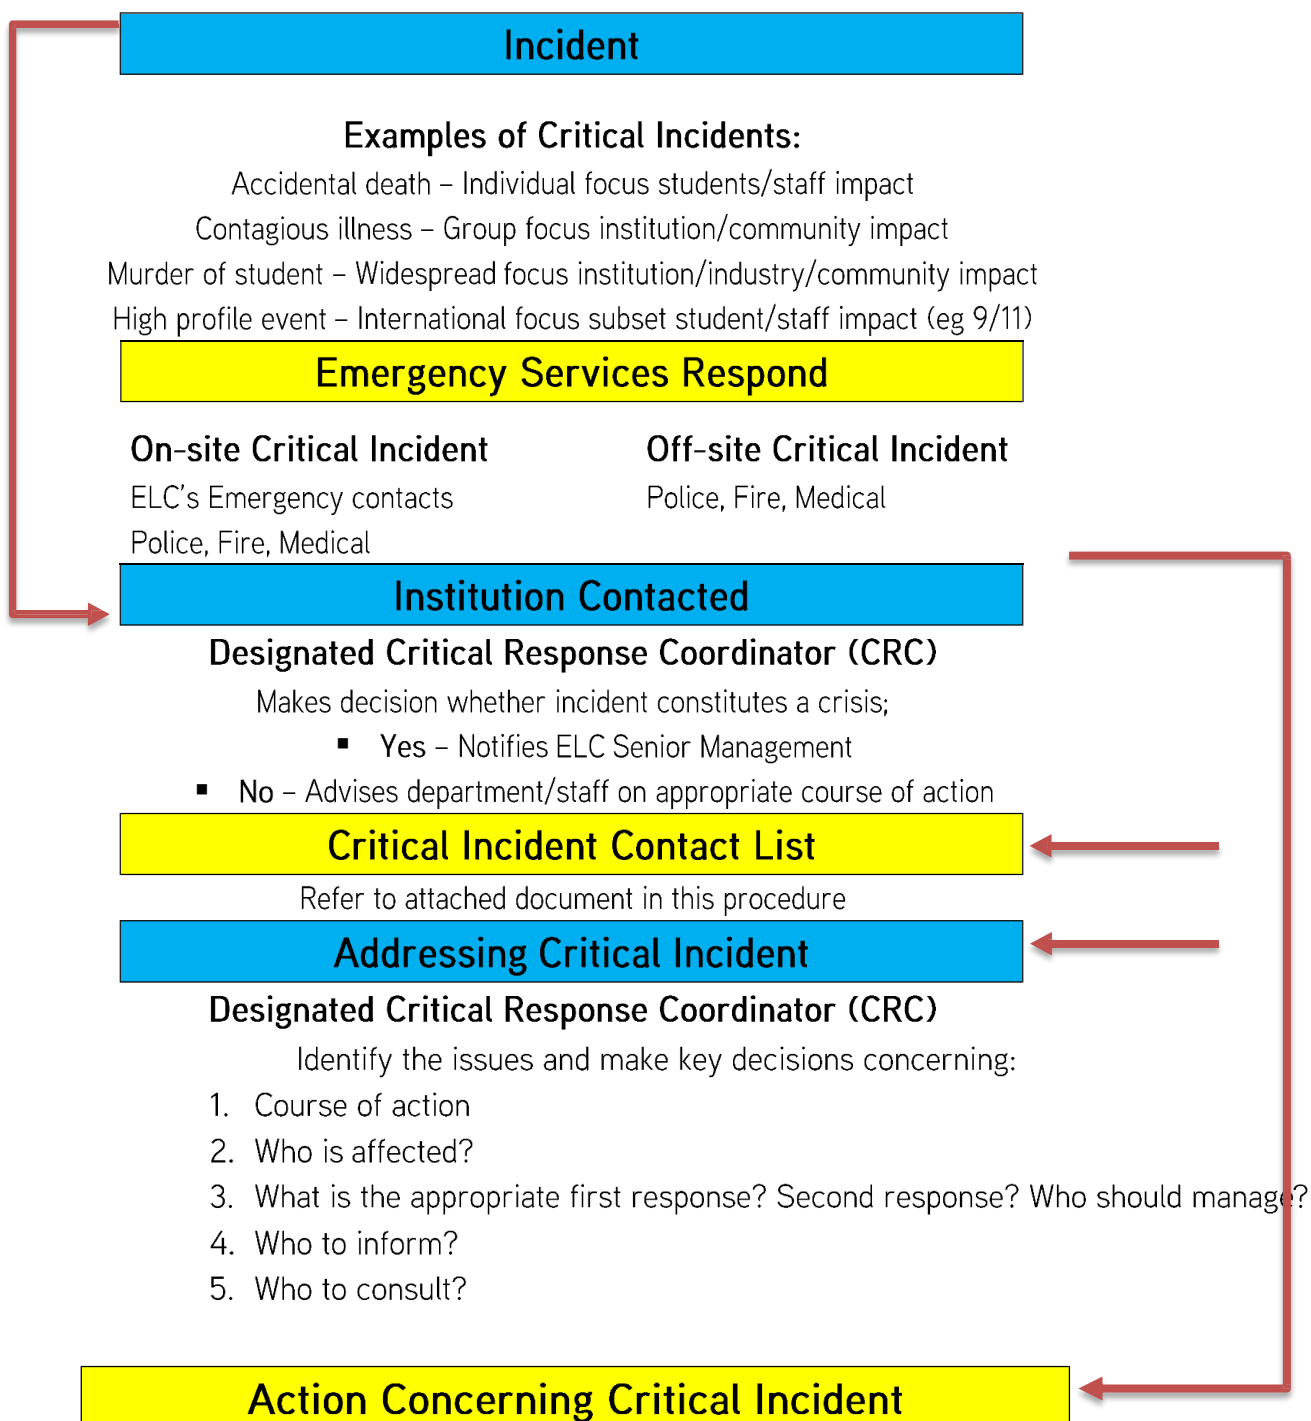 Incident
Examples of Critical Incidents:
Accidental death – Individual focus students/staff impact
Contagious illness – Group focus institution/community impact
Murder of student – Widespread focus institution/industry/community impact
High profile event – International focus subset student/staff impact (eg 9/11)
Emergency Services Respond
On-site Critical Incident
ELC's Emergency contacts
Police, Fire, Medical
Off-site Critical Incident
Police, Fire, Medical
Institution Contacted
Designated Critical Response Coordinator (CRC)
Makes decision whether incident constitutes a crisis;
▪ Yes – Notifies ELC Senior Management
▪ No – Advises department/staff on appropriate course of action
Critical Incident Contact List
Refer to attached document in this procedure
Addressing Critical Incident
Designated Critical Response Coordinator (CRC)
Identify the issues and make key decisions concerning:
1. Course of action
2. Who is affected?
3. What is the appropriate first response? Second response? Who should manage?
4. Who to inform?
5. Who to consult?
Action Concerning Critical Incident